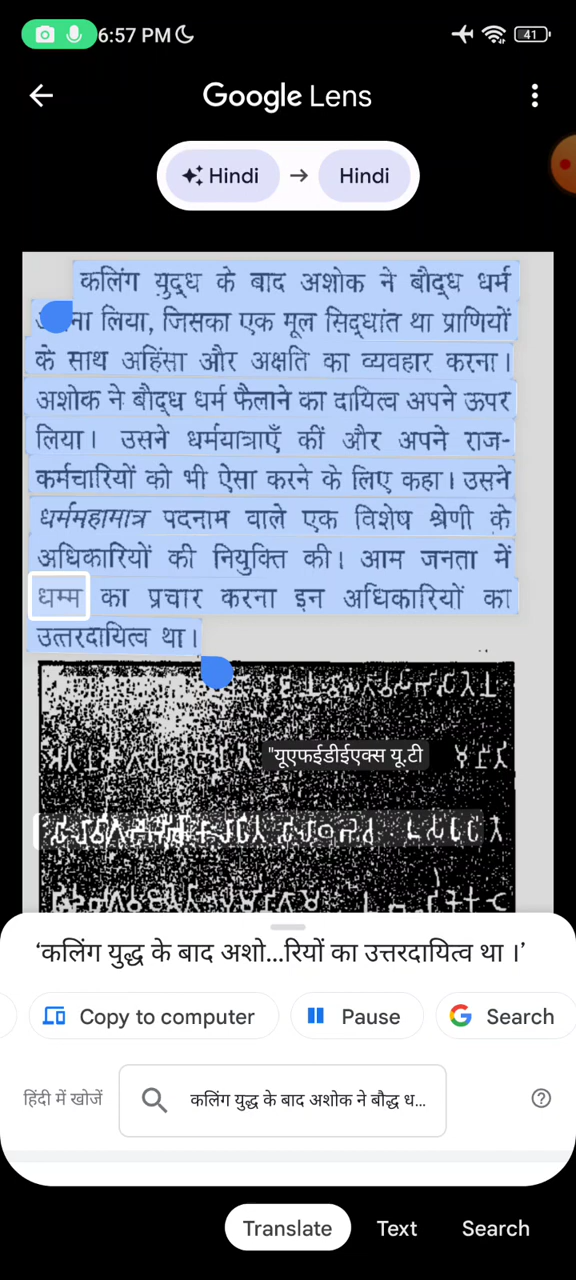 6:57 PM
41
Google Lens
Hindi → Hindi
कलिंग युद्ध के बाद अशोक ने बौद्ध धर्म
ना लिया, जिसका एक मूल सिद्धांत था प्राणियों
के साथ अहिंसा और अक्षति का व्यवहार करना।
अशोक ने बौद्ध धर्म फैलाने का दायित्व अपने ऊपर
लिया। उसने धर्मयात्राएँ कीं और अपने राज-
कर्मचारियों को भी ऐसा करने के लिए कहा। उसने
धर्ममहामात्र पदनाम वाले एक विशेष श्रेणी के
अधिकारियों की नियुक्ति की। आम जनता में
धम्म का प्रचार करना इन अधिकारियों का
उत्तरदायित्व था।
"यूएफईडीईएक्स यू.टी
‘कलिंग युद्ध के बाद अशो...रियों का उत्तरदायित्व था।’
Copy to computer Pause Search
हिंदी में खोजें कलिंग युद्ध के बाद अशोक ने बौद्ध ध...
Translate Text Search